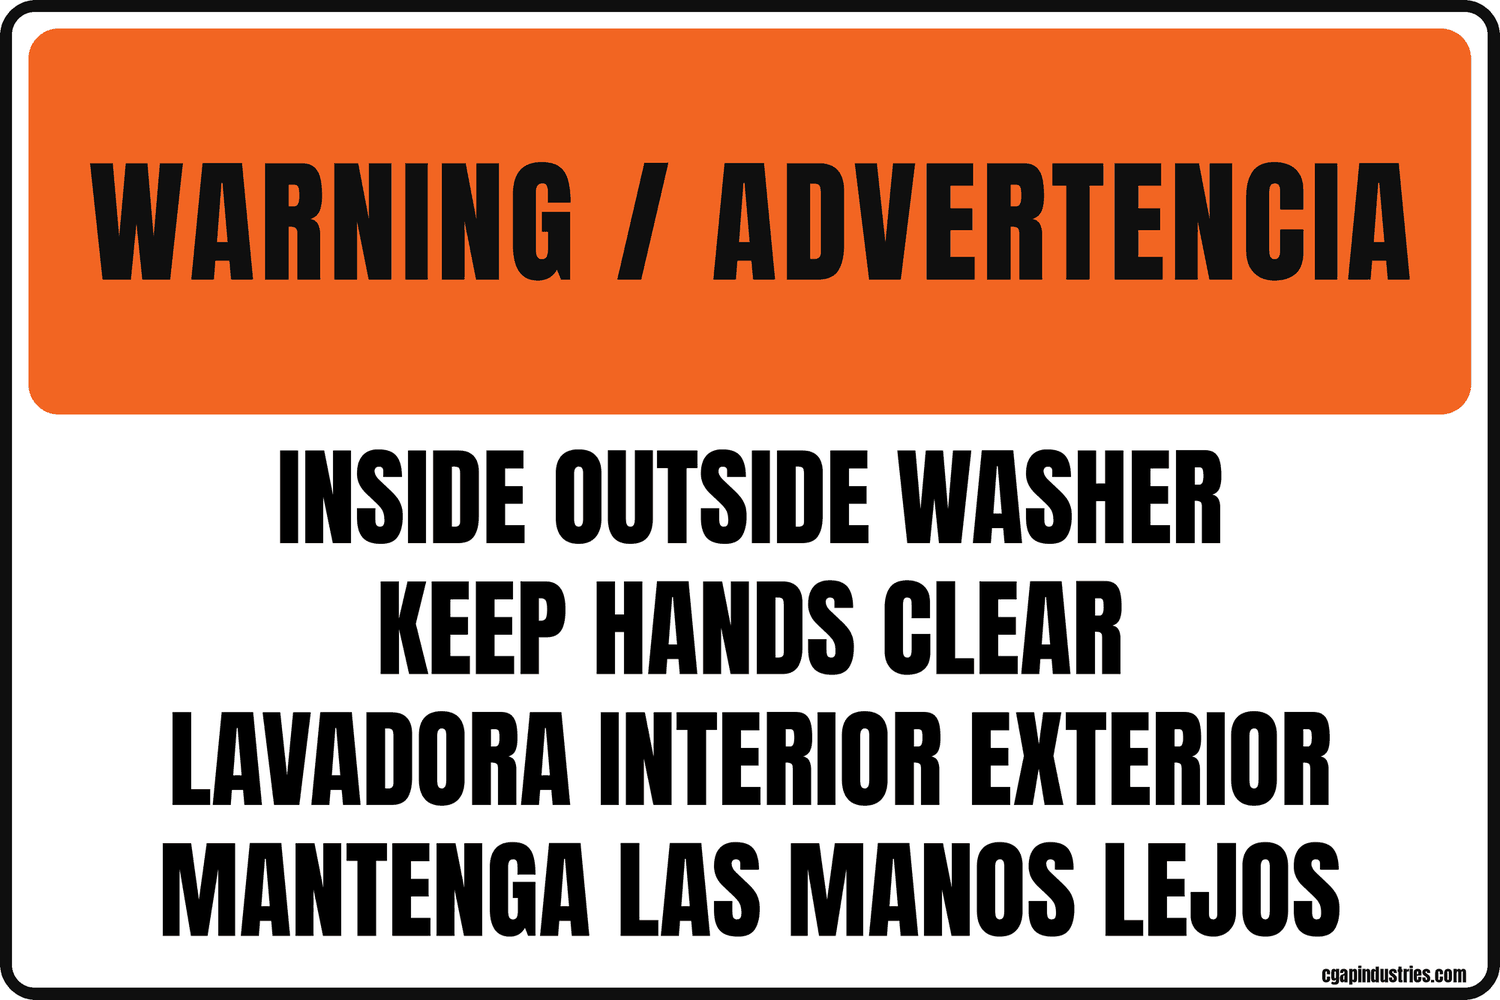 WARNING / ADVERTENCIA
INSIDE OUTSIDE WASHER
KEEP HANDS CLEAR
LAVADORA INTERIOR EXTERIOR
MANTENGA LAS MANOS LEJOS
cgapindustries.com